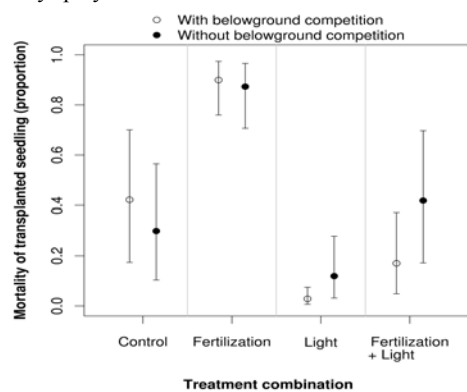 With belowground competition
Without belowground competition
Mortality of transplanted seedling (proportion)
1.0
0.8
0.6
0.4
0.2
0.0
Control
Fertilization
Light
Fertilization
+ Light
Treatment combination